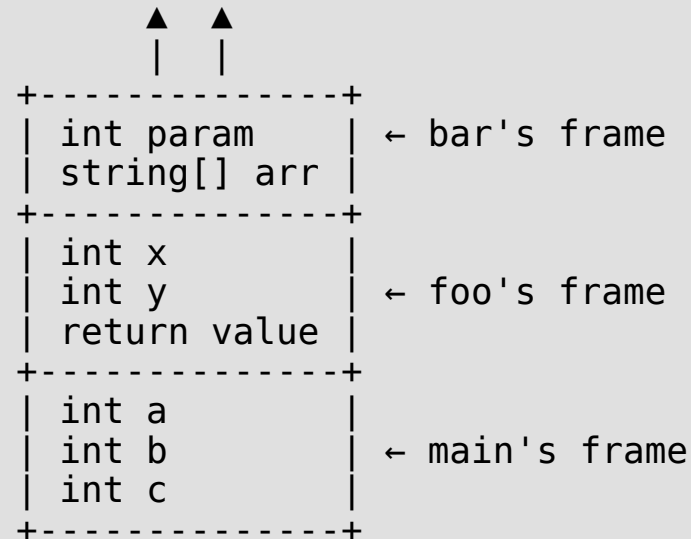 ▲ ▲
| |
+--------------+
| int param | ← bar's frame
| string[] arr |
+--------------+
| int x |
| int y | ← foo's frame
| return value |
+--------------+
| int a |
| int b | ← main's frame
| int c |
+--------------+